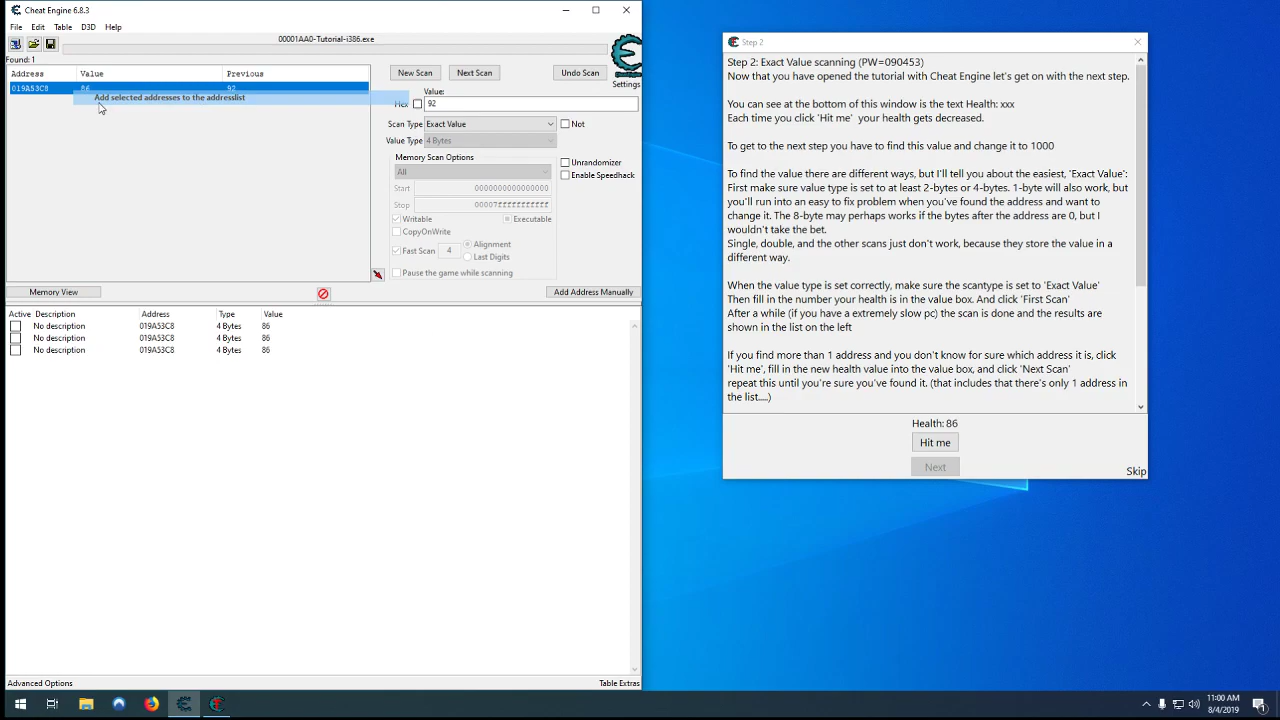 Cheat Engine 6.8.3
File Edit Table D3D Help
00001AA0-Tutorial-i386.exe
Found: 1
Address Value Previous
019A53C8 86 92
Add selected addresses to the addresslist
New Scan Next Scan Undo Scan
Settings
Value:
Hex 92
Scan Type Exact Value Not
Value Type 4 Bytes
Memory Scan Options
All
Unrandomizer
Enable Speedhack
Start 0000000000000000
Stop 00007fffffffffff
Writable Executable
CopyOnWrite
Fast Scan 4 Alignment
Last Digits
Pause the game while scanning
Memory View Add Address Manually
Active Description Address Type Value
No description 019A53C8 4 Bytes 86
No description 019A53C8 4 Bytes 86
No description 019A53C8 4 Bytes 86
Advanced Options Table Extras
Step 2
Step 2: Exact Value scanning (PW=090453)
Now that you have opened the tutorial with Cheat Engine let's get on with the next step.
You can see at the bottom of this window is the text Health: xxx
Each time you click 'Hit me' your health gets decreased.
To get to the next step you have to find this value and change it to 1000
To find the value there are different ways, but I'll tell you about the easiest, 'Exact Value':
First make sure value type is set to at least 2-bytes or 4-bytes. 1-byte will also work, but
you'll run into an easy to fix problem when you've found the address and want to
change it. The 8-byte may perhaps works if the bytes after the address are 0, but I
wouldn't take the bet.
Single, double, and the other scans just don't work, because they store the value in a
different way.
When the value type is set correctly, make sure the scantype is set to 'Exact Value'
Then fill in the number your health is in the value box. And click 'First Scan'
After a while (if you have a extremely slow pc) the scan is done and the results are
shown in the list on the left
If you find more than 1 address and you don't know for sure which address it is, click
'Hit me', fill in the new health value into the value box, and click 'Next Scan'
repeat this until you're sure you've found it. (that includes that there's only 1 address in
the list.....)
Health: 86
Hit me
Next
Skip
11:00 AM
8/4/2019
1